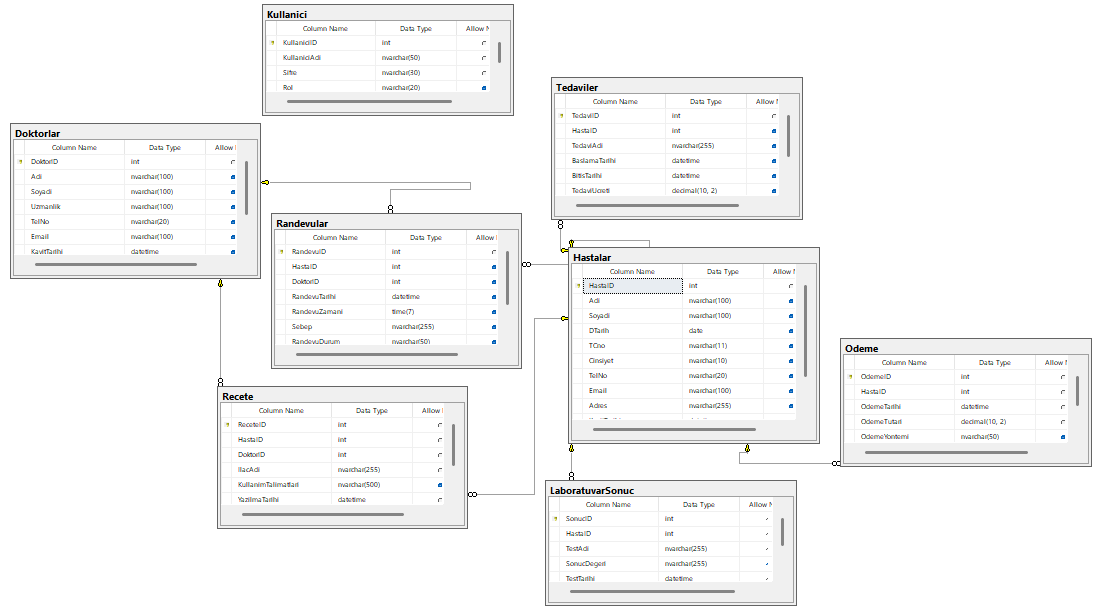 Kullanici
Column Name Data Type Allow N
KullaniciID int
KullaniciAdi nvarchar(50)
Sifre nvarchar(30)
Rol nvarchar(20)
Tedaviler
Column Name Data Type Allow N
TedaviID int
HastaID int
TedaviAdi nvarchar(255)
BaslamaTarihi datetime
BitisTarihi datetime
TedaviUcreti decimal(10, 2)
Doktorlar
Column Name Data Type Allow
DoktorID int
Adi nvarchar(100)
Soyadi nvarchar(100)
Uzmanlik nvarchar(100)
TelNo nvarchar(20)
Email nvarchar(100)
KayitTarihi datetime
Randevular
Column Name Data Type Allow
RandevuID int
HastaID int
DoktorID int
RandevuTarihi datetime
RandevuZamani time(7)
Sebep nvarchar(255)
RandevuDurum nvarchar(50)
Hastalar
Column Name Data Type Allow N
HastaID int
Adi nvarchar(100)
Soyadi nvarchar(100)
DTarih date
TCno nvarchar(11)
Cinsiyet nvarchar(10)
TelNo nvarchar(20)
Email nvarchar(100)
Adres nvarchar(255)
Odeme
Column Name Data Type Allow N
OdemeID int
HastaID int
OdemeTarihi datetime
OdemeTutari decimal(10, 2)
OdemeYontemi nvarchar(50)
Recete
Column Name Data Type Allow
ReceteID int
HastaID int
DoktorID int
IlacAdi nvarchar(255)
KullanimTalimatlari nvarchar(500)
YazilmaTarihi datetime
LaboratuvarSonuc
Column Name Data Type Allow N
SonucID int
HastaID int
TestAdi nvarchar(255)
SonucDegeri nvarchar(255)
TestTarihi datetime